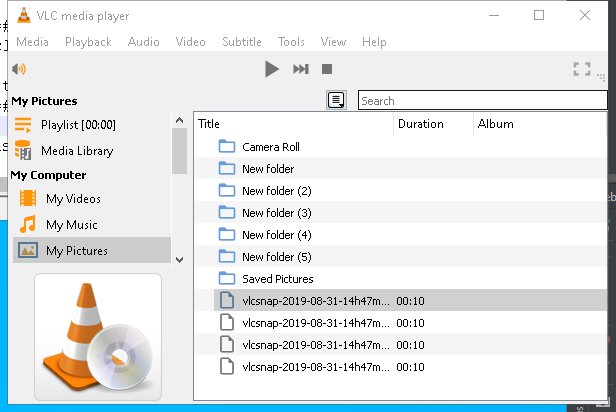 VLC media player
Media Playback Audio Video Subtitle Tools View Help
Search
My Pictures
Playlist [00:00]
Media Library
My Computer
My Videos
My Music
My Pictures
Title Duration Album
Camera Roll
New folder
New folder (2)
New folder (3)
New folder (4)
New folder (5)
Saved Pictures
vlcsnap-2019-08-31-14h47m... 00:10
vlcsnap-2019-08-31-14h47m... 00:10
vlcsnap-2019-08-31-14h47m... 00:10
vlcsnap-2019-08-31-14h47m... 00:10